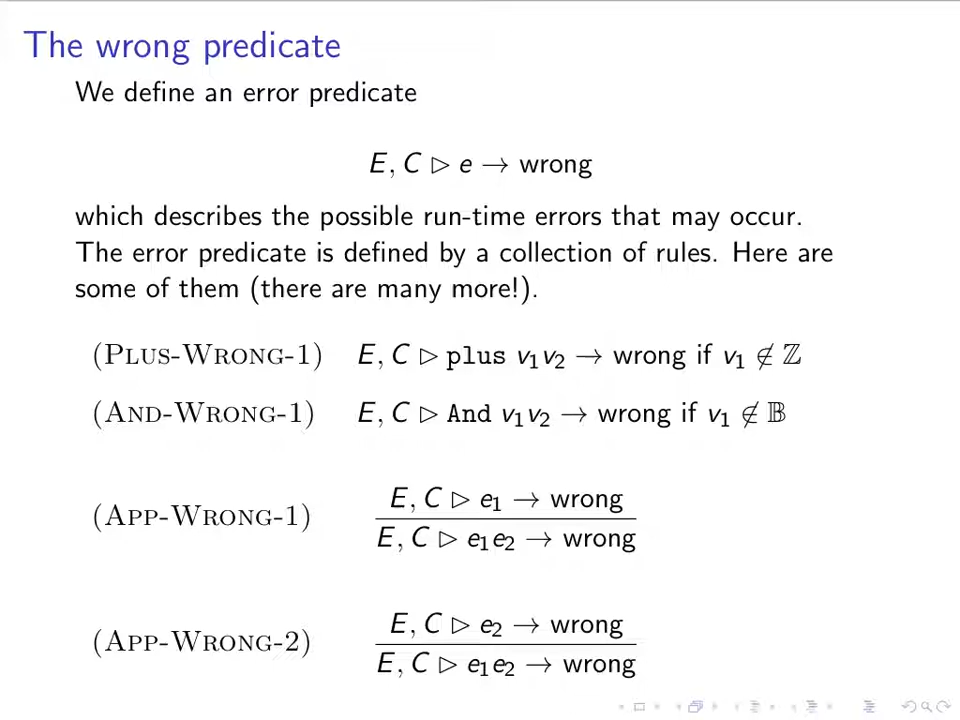 The wrong predicate
We define an error predicate
E, C ▷ e → wrong
which describes the possible run-time errors that may occur.
The error predicate is defined by a collection of rules. Here are
some of them (there are many more!).
(Plus-Wrong-1) E, C ▷ plus v₁v₂ → wrong if v₁ ∉ ℤ
(And-Wrong-1) E, C ▷ And v₁v₂ → wrong if v₁ ∉ 𝔹
E, C ▷ e₁ → wrong
(App-Wrong-1)
E, C ▷ e₁e₂ → wrong
E, C ▷ e₂ → wrong
(App-Wrong-2)
E, C ▷ e₁e₂ → wrong